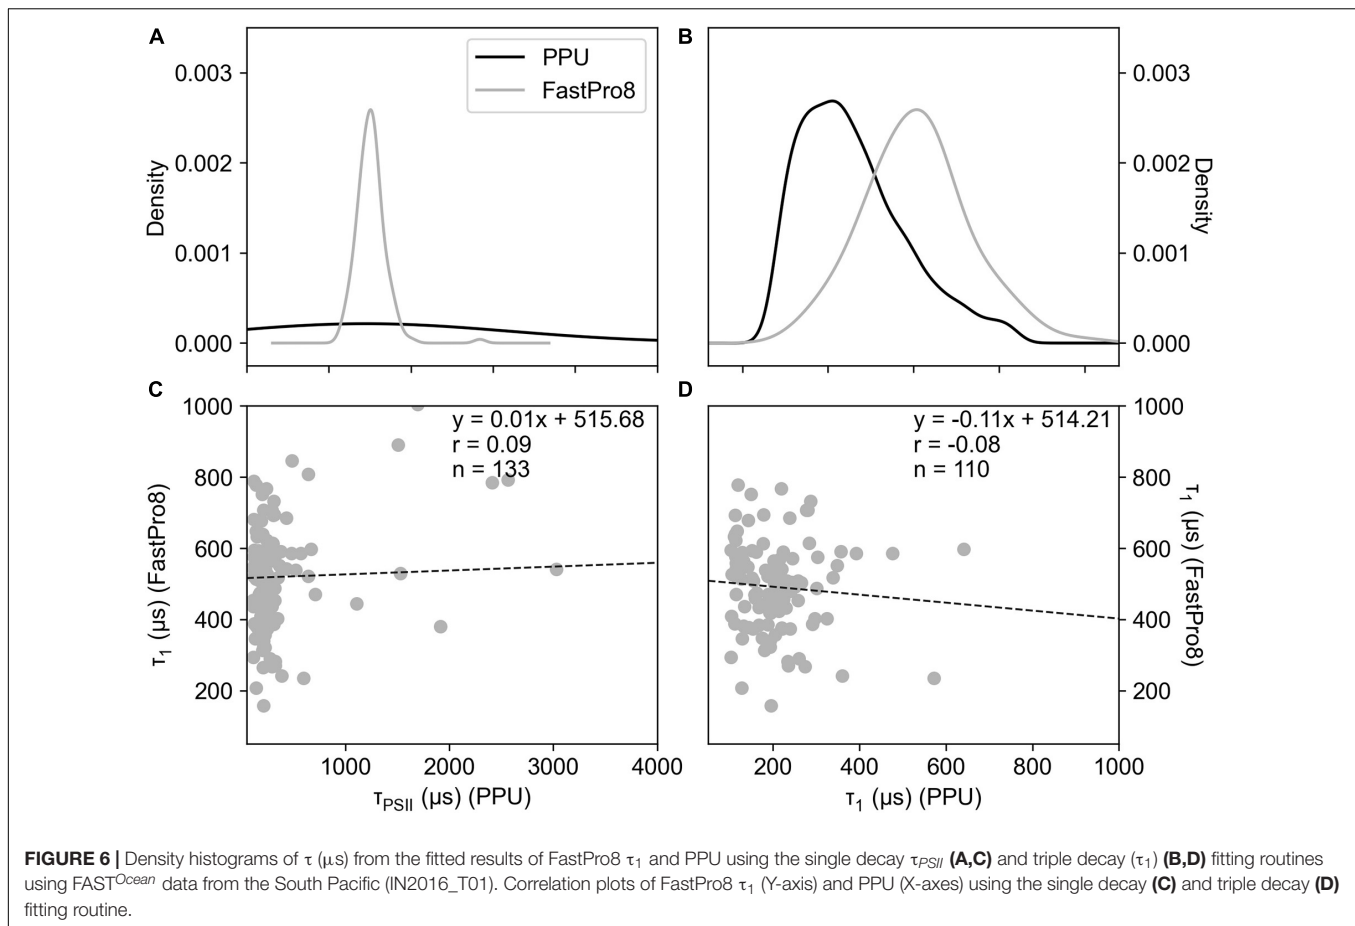 A
B
PPU
FastPro8
0.003
0.002
0.001
0.000
Density
0.003
0.002
0.001
0.000
Density
C
D
y = 0.01x + 515.68
r = 0.09
n = 133
1000
800
600
400
200
τ1 (μs) (FastPro8)
1000
2000
3000
4000
τPSII (μs) (PPU)
y = -0.11x + 514.21
r = -0.08
n = 110
1000
800
600
400
200
τ1 (μs) (FastPro8)
200
400
600
800
1000
τ1 (μs) (PPU)
FIGURE 6 | Density histograms of τ (μs) from the fitted results of FastPro8 τ1 and PPU using the single decay τPSII (A,C) and triple decay (τ1) (B,D) fitting routines
using FASTOcean data from the South Pacific (IN2016_T01). Correlation plots of FastPro8 τ1 (Y-axis) and PPU (X-axes) using the single decay (C) and triple decay (D)
fitting routine.